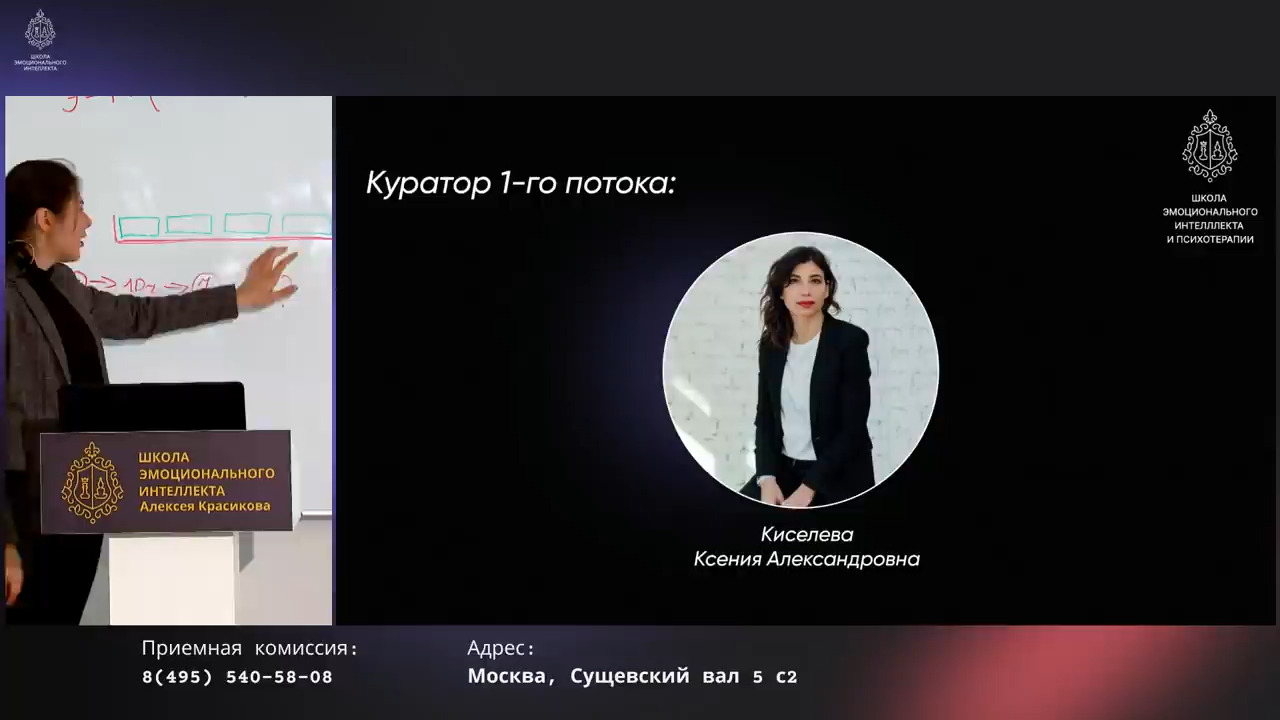 ШКОЛА
ЭМОЦИОНАЛЬНОГО
ИНТЕЛЛЕКТА
Куратор 1-го потока:
ШКОЛА
ЭМОЦИОНАЛЬНОГО
ИНТЕЛЛЛЕКТА
И ПСИХОТЕРАПИИ
ШКОЛА
ЭМОЦИОНАЛЬНОГО
ИНТЕЛЛЕКТА
Алексея Красикова
Киселева
Ксения Александровна
Приемная комиссия:
8(495) 540-58-08
Адрес:
Москва, Сущевский вал 5 с2